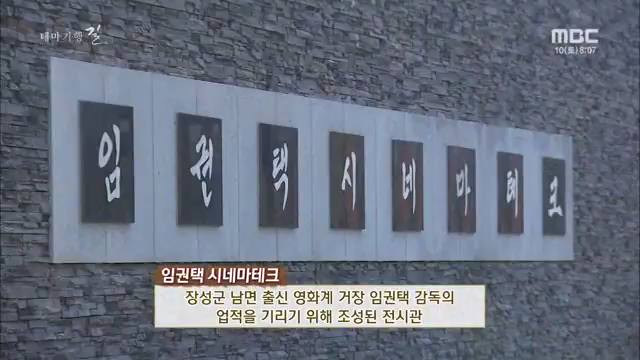 테마기행 길
MBC
10(토) 8:07
임권택시네마테크
임권택 시네마테크
장성군 남면 출신 영화계 거장 임권택 감독의
업적을 기리기 위해 조성된 전시관